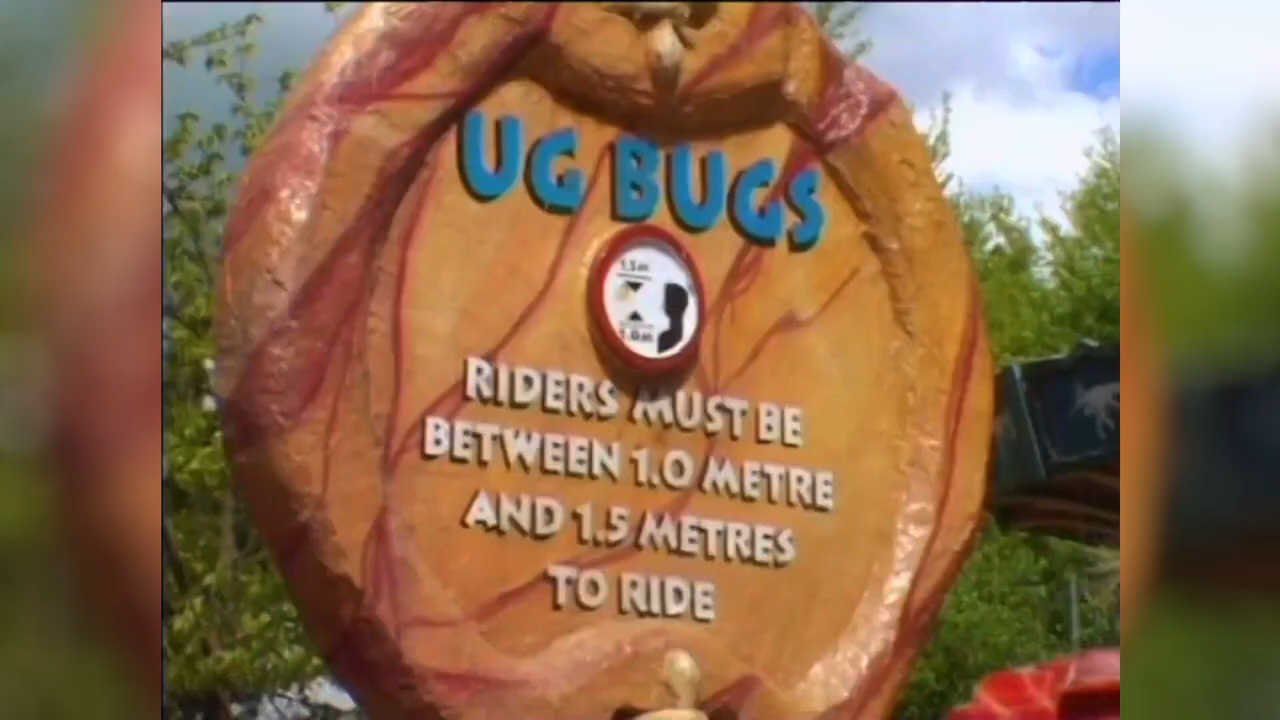 UG BUGS
1.5m
1.0m
RIDERS MUST BE
BETWEEN 1.0 METRE
AND 1.5 METRES
TO RIDE